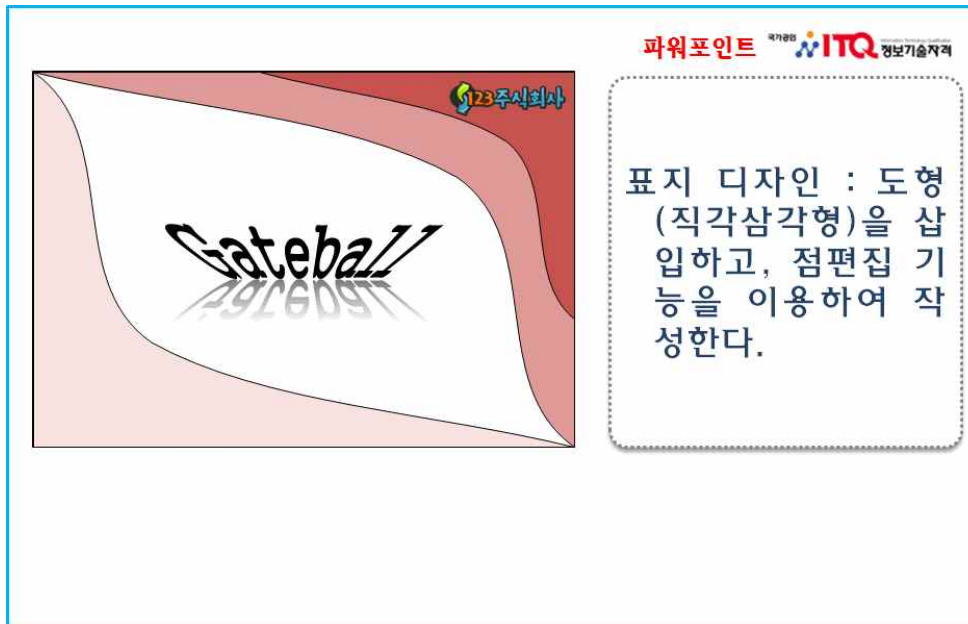 파워포인트 국가공인 ITQ 정보기술자격
123주식회사
Gateball
표지 디자인 : 도형
(직각삼각형)을 삽
입하고, 점편집 기
능을 이용하여 작
성한다.